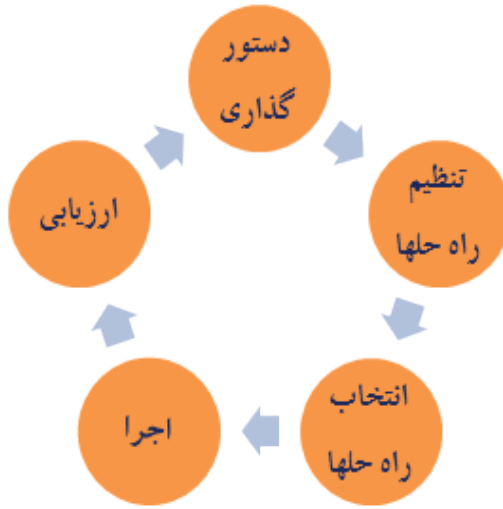 دستور
گذاری
تنظیم
راه حلها
انتخاب
راه حلها
اجرا
ارزیابی